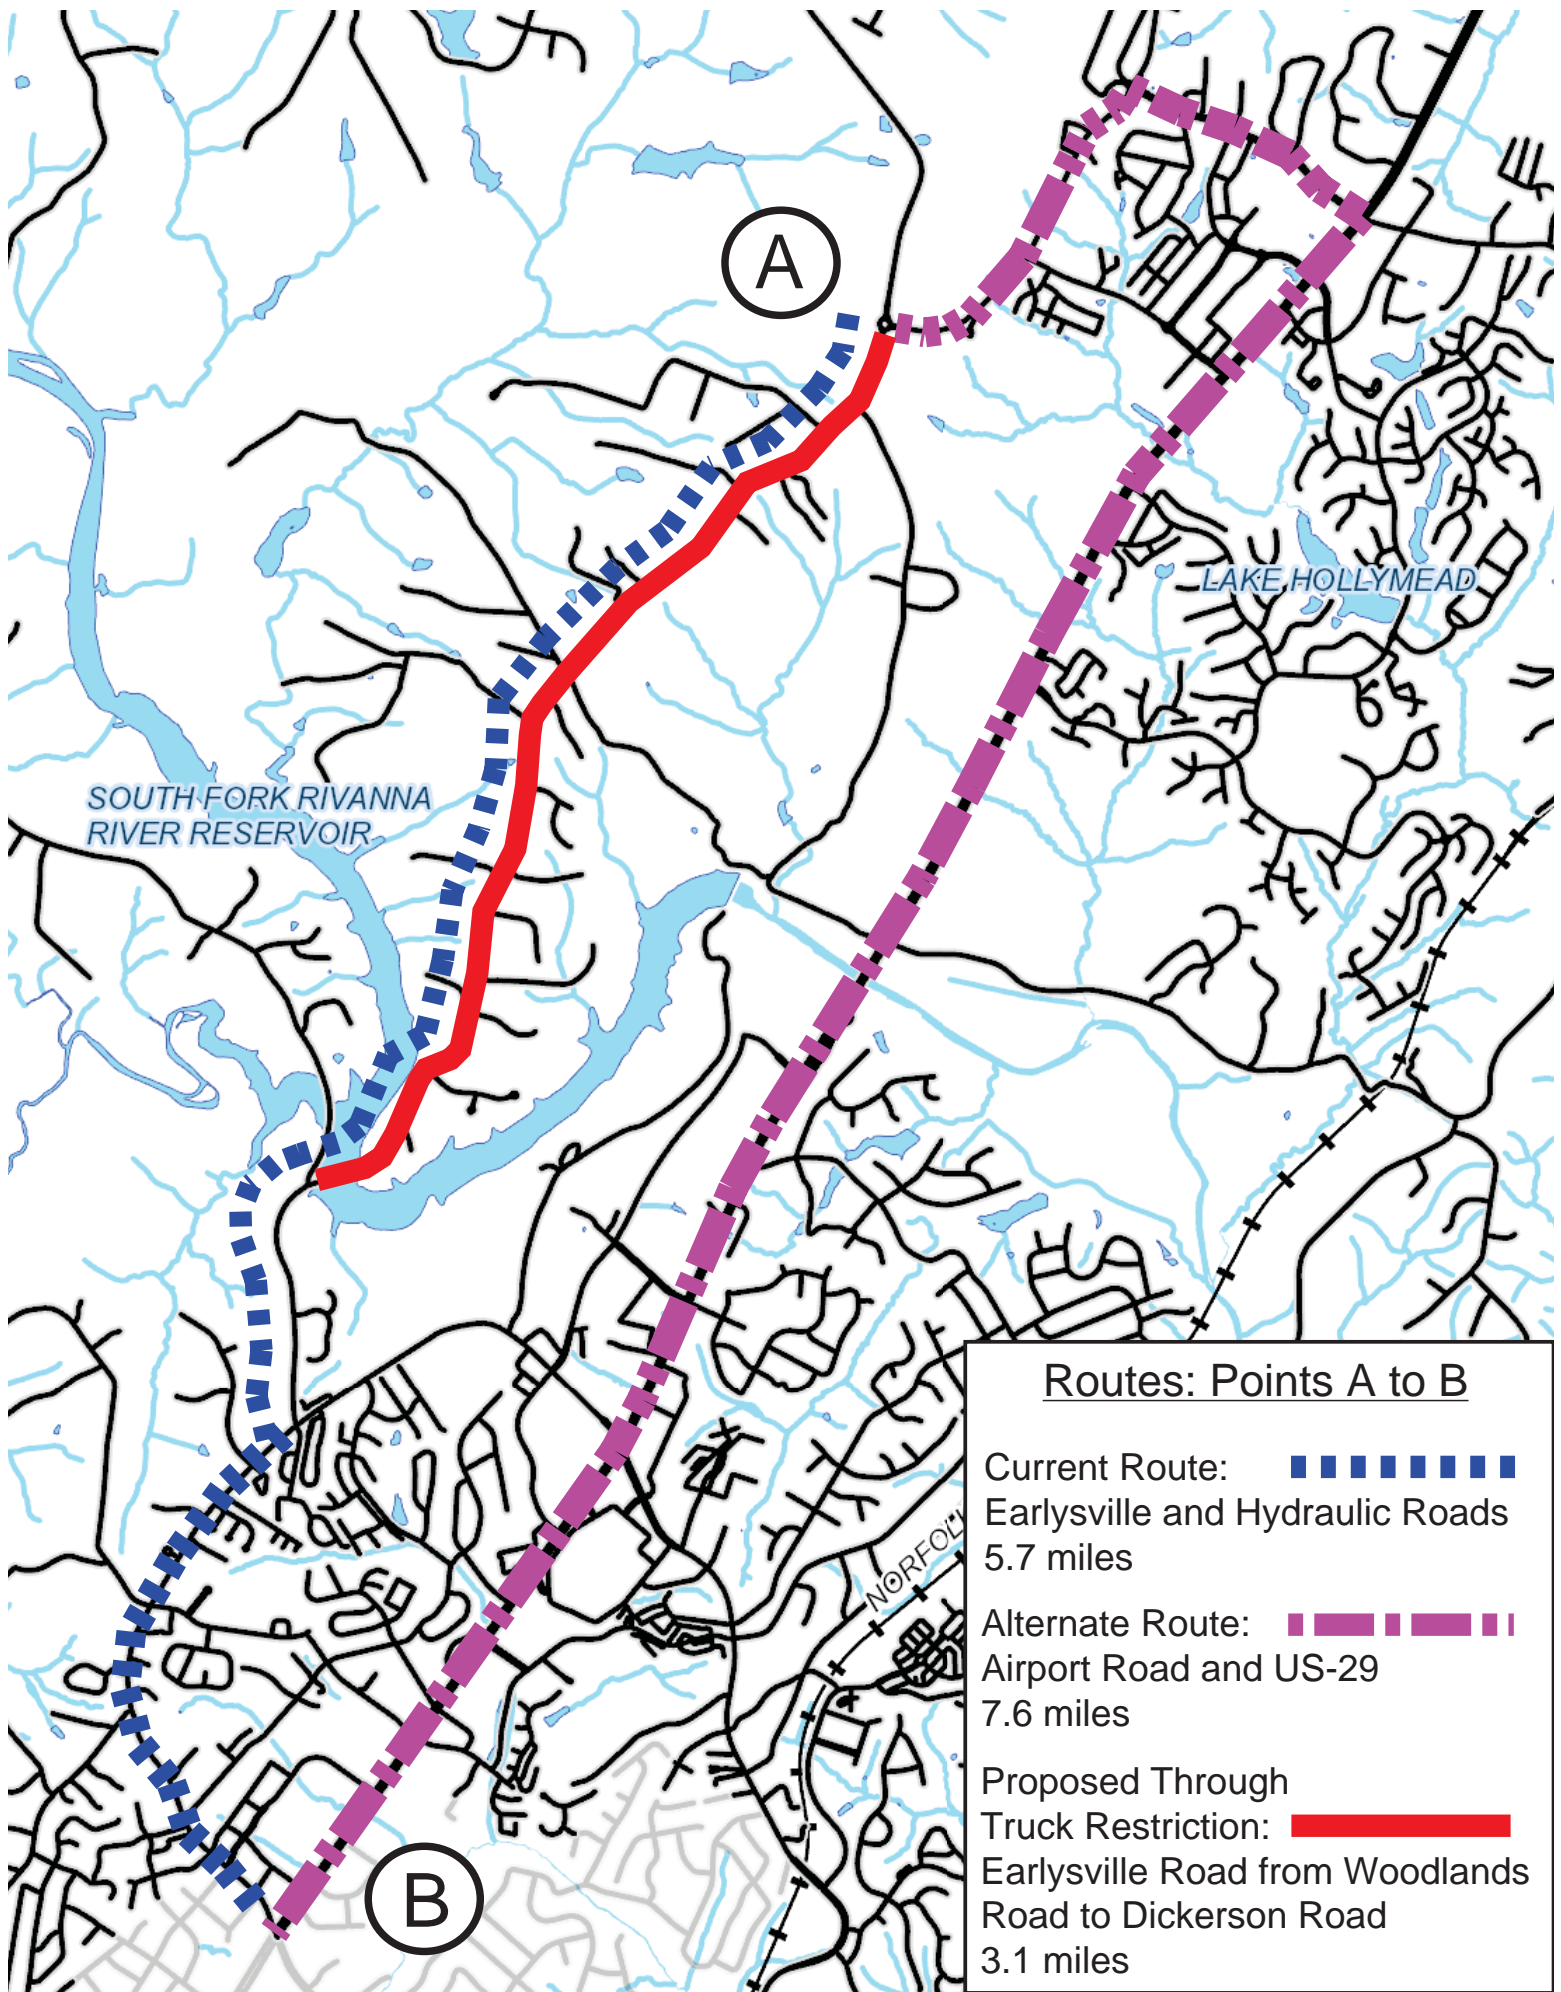 A
LAKE HOLLYMEAD
SOUTH FORK RIVANNA
RIVER RESERVOIR
NORFOL
B
Routes: Points A to B
Current Route:
Earlysville and Hydraulic Roads
5.7 miles
Alternate Route:
Airport Road and US-29
7.6 miles
Proposed Through
Truck Restriction:
Earlysville Road from Woodlands
Road to Dickerson Road
3.1 miles